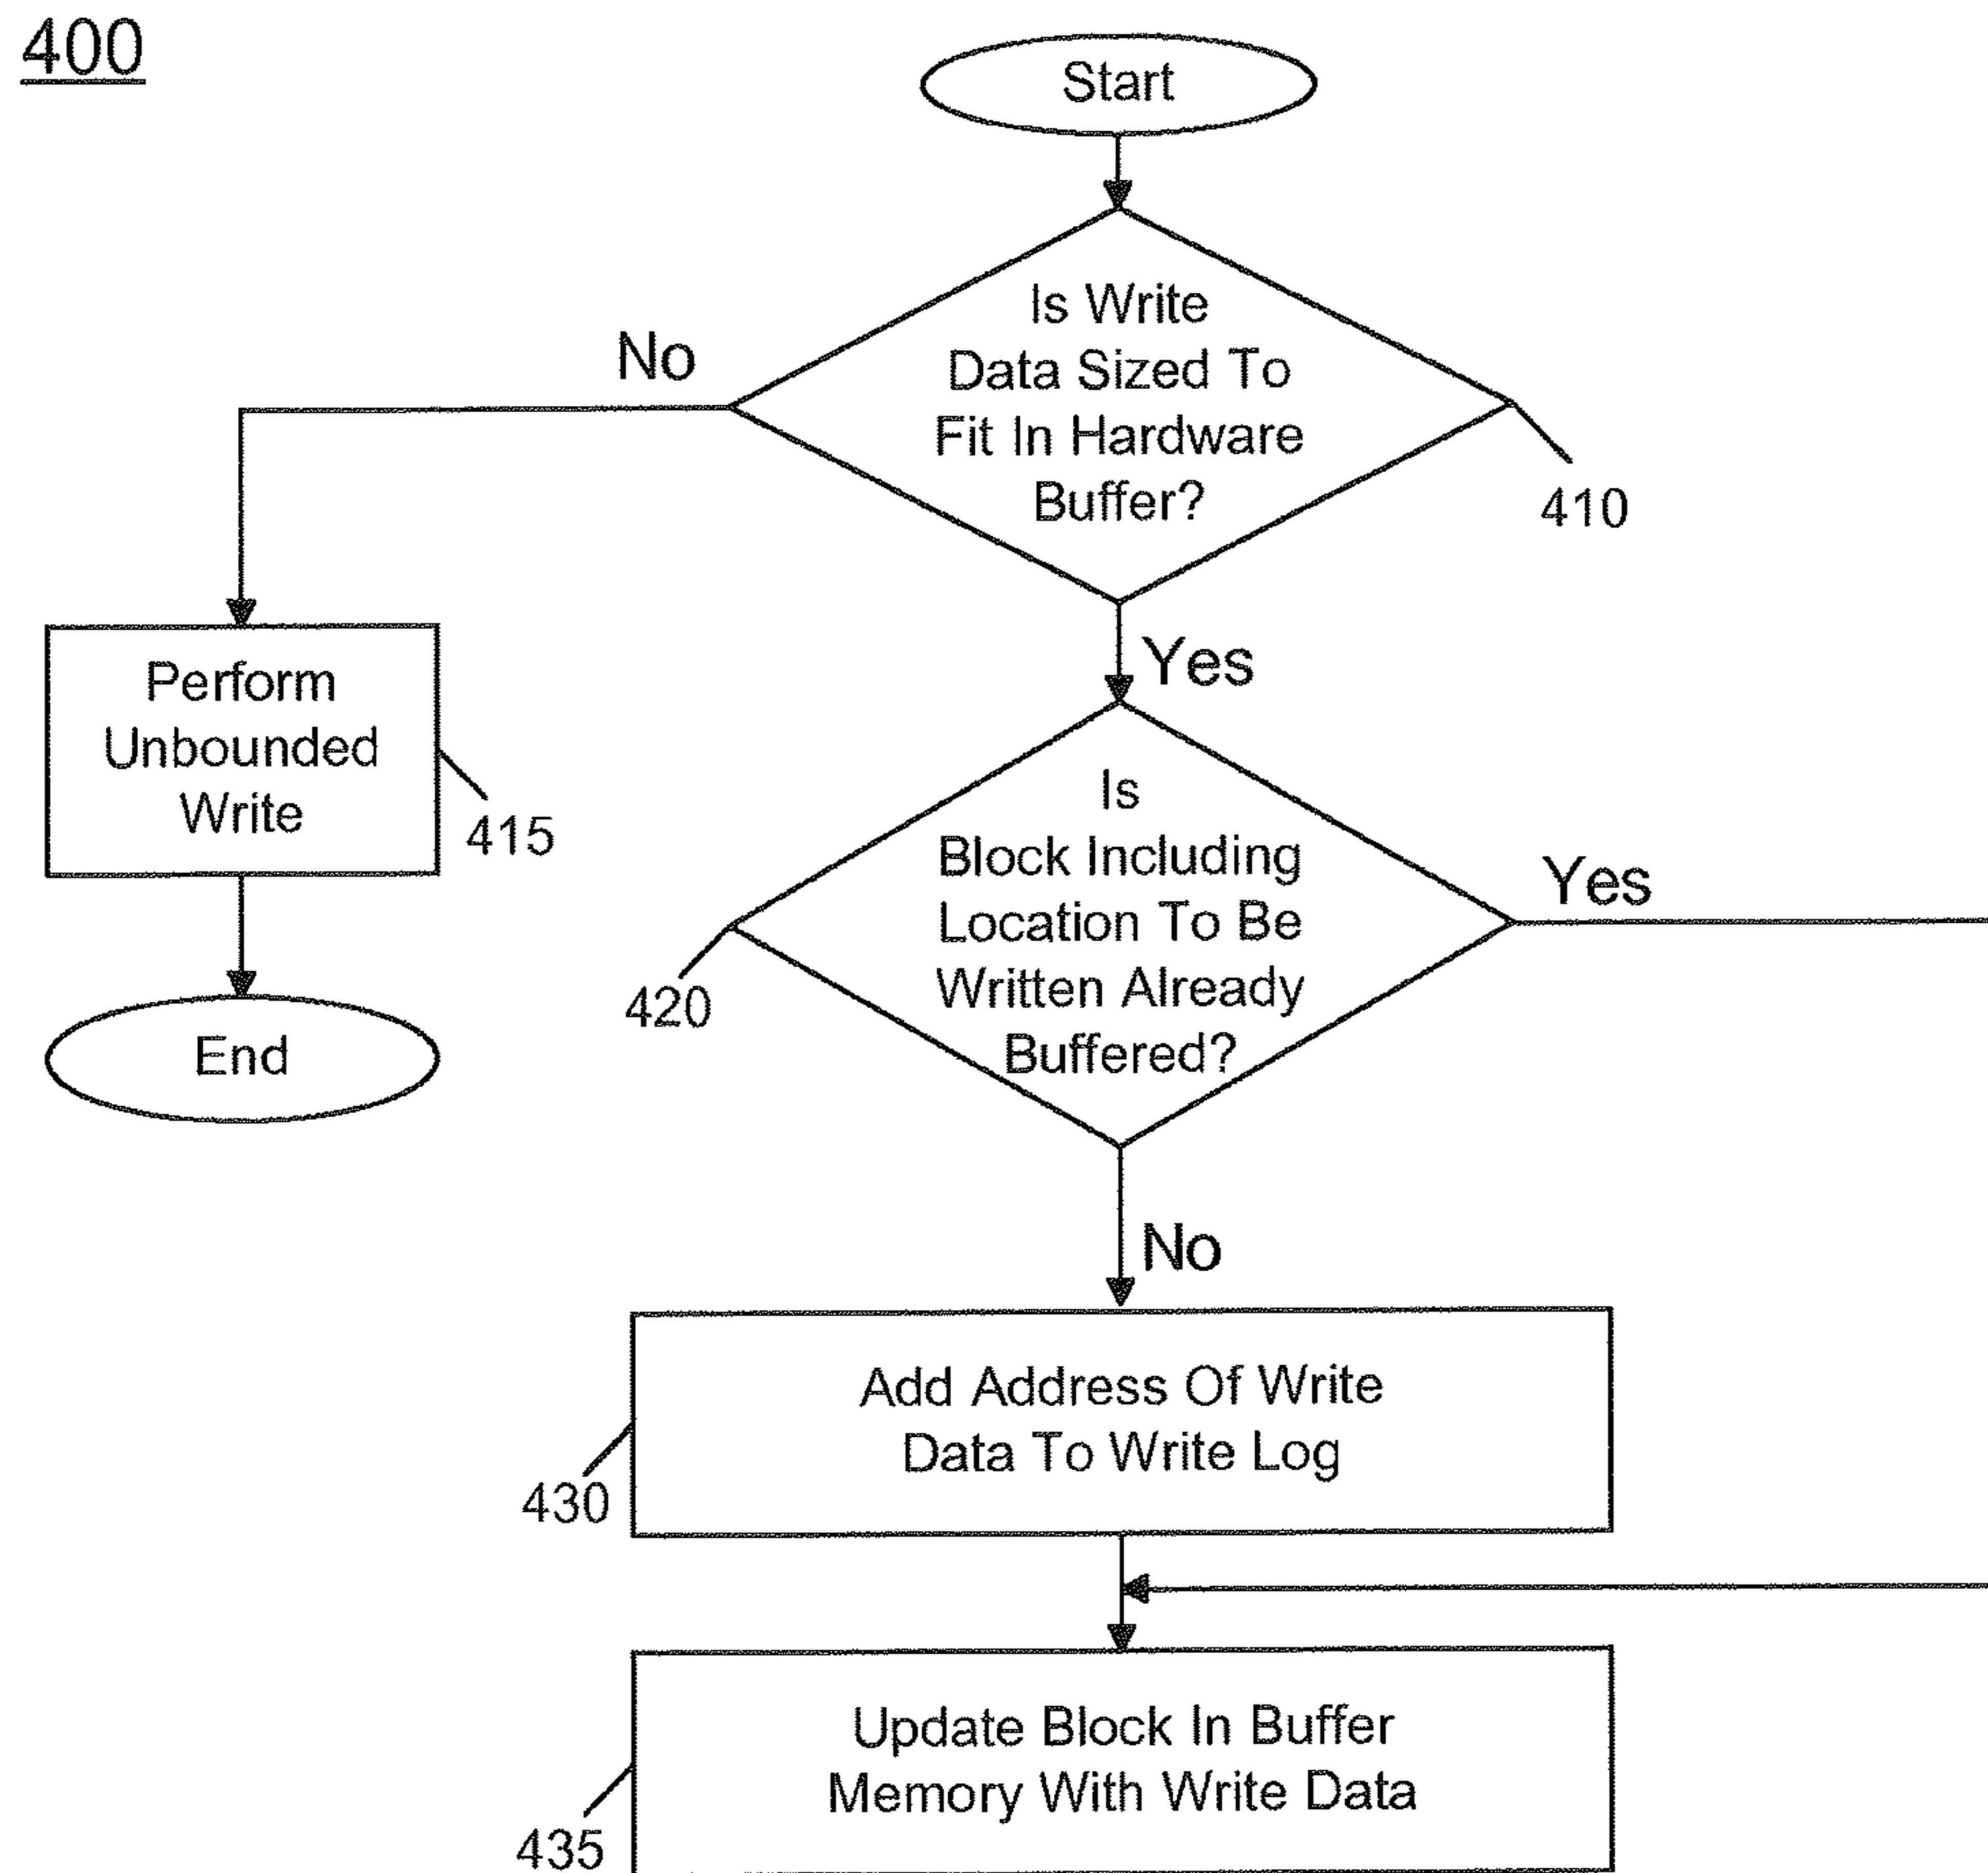 400
Start
Is Write
Data Sized To
Fit In Hardware
Buffer?
No
410
Yes
Perform
Unbounded
Write
415
Is
Block Including
Location To Be
Written Already
Buffered?
Yes
420
End
No
Add Address Of Write
Data To Write Log
430
Update Block In Buffer
Memory With Write Data
435